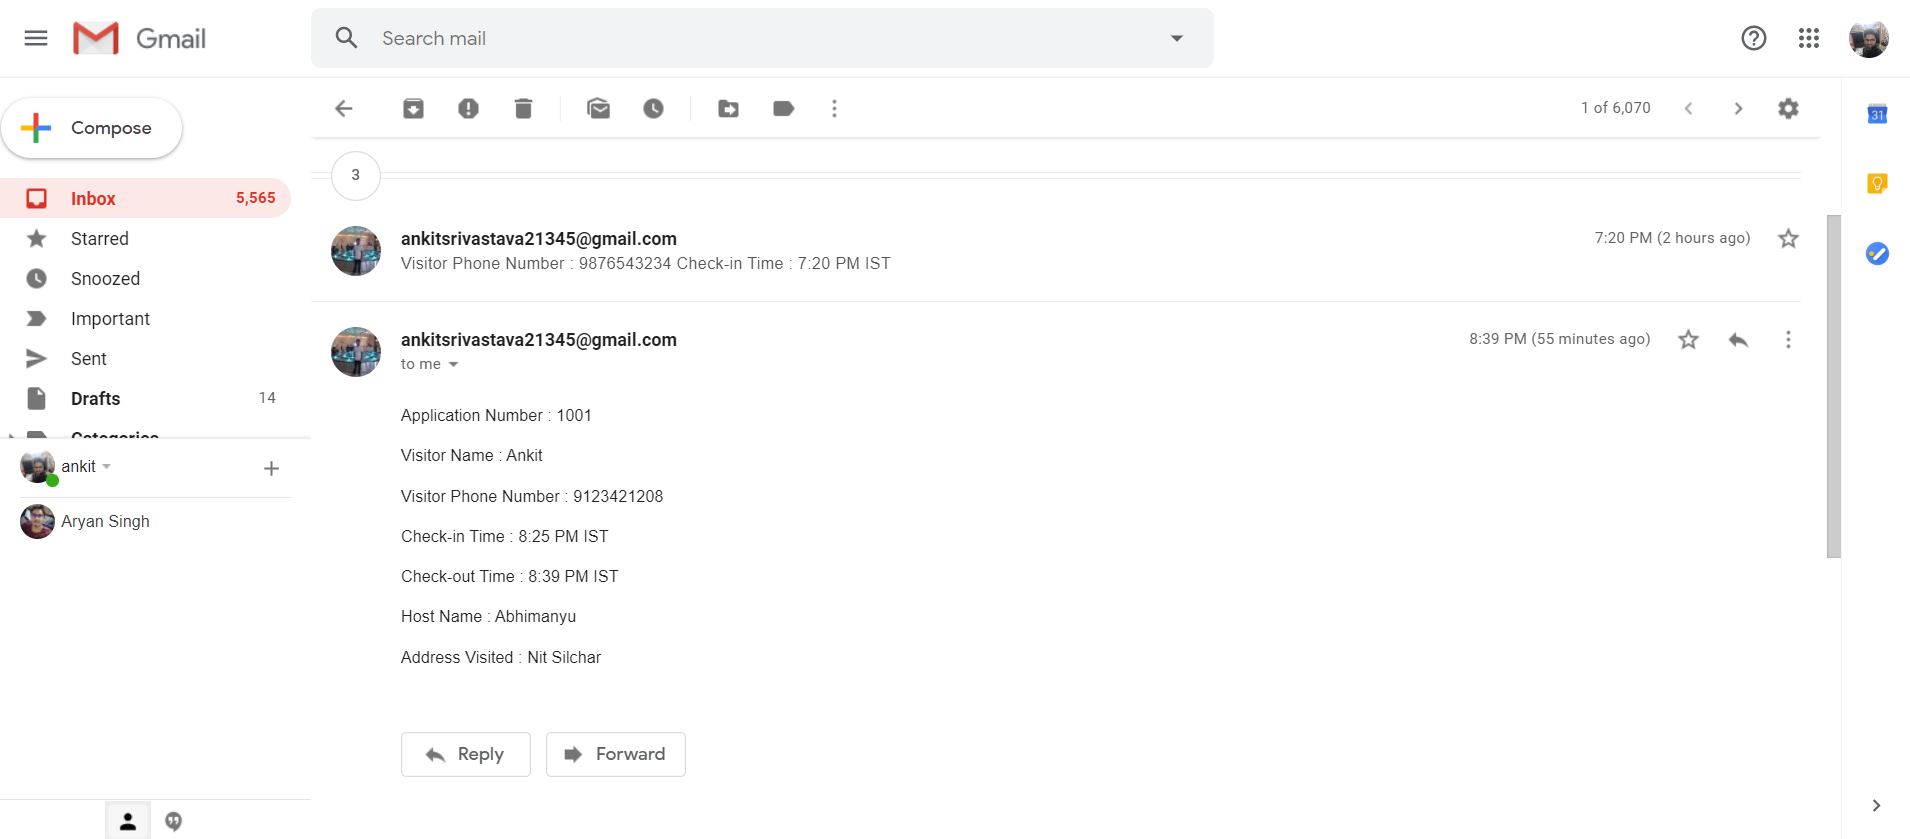 Gmail
Search mail
Compose
1 of 6,070
31
Inbox 5,565
Starred
Snoozed
Important
Sent
Drafts 14
Categories
ankit
Aryan Singh
3
ankitsrivastava21345@gmail.com 7:20 PM (2 hours ago)
Visitor Phone Number : 9876543234 Check-in Time : 7:20 PM IST
ankitsrivastava21345@gmail.com 8:39 PM (55 minutes ago)
to me
Application Number : 1001
Visitor Name : Ankit
Visitor Phone Number : 9123421208
Check-in Time : 8:25 PM IST
Check-out Time : 8:39 PM IST
Host Name : Abhimanyu
Address Visited : Nit Silchar
Reply Forward